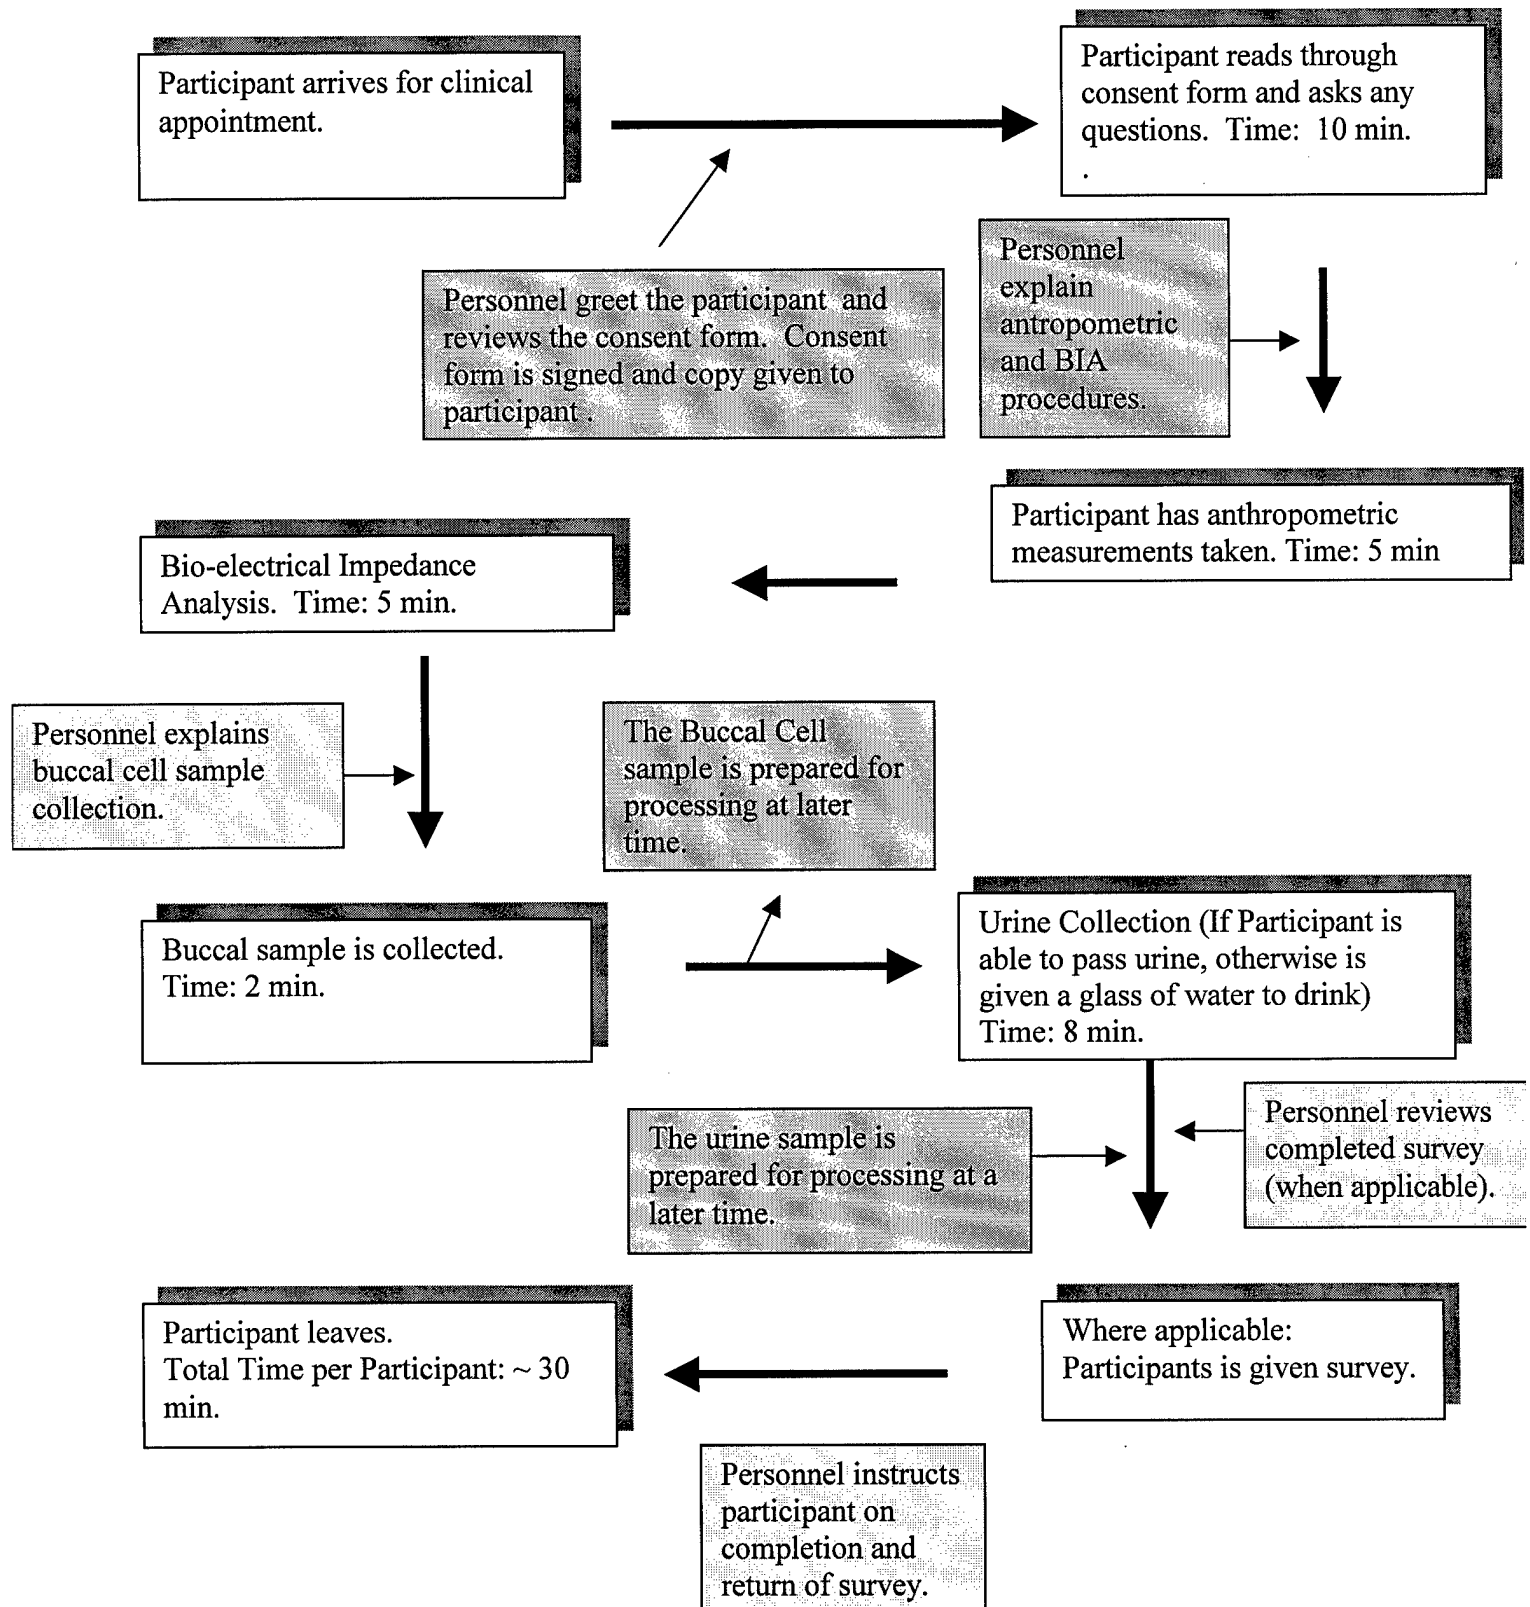 Participant arrives for clinical
appointment.
Participant reads through
consent form and asks any
questions.  Time:  10 min.
.
Personnel greet the participant  and
reviews the consent form.  Consent
form is signed and copy given to
participant .
Personnel
explain
antropometric
and BIA
procedures.
Participant has anthropometric
measurements taken. Time: 5 min
Bio-electrical Impedance
Analysis.  Time: 5 min.
Personnel explains
buccal cell sample
collection.
The Buccal Cell
sample is prepared for
processing at later
time.
Buccal sample is collected.
Time: 2 min.
Urine Collection (If Participant is
able to pass urine, otherwise is
given a glass of water to drink)
Time: 8 min.
The urine sample is
prepared for processing at a
later time.
Personnel reviews
completed survey
(when applicable).
Where applicable:
Participants is given survey.
Participant leaves.
Total Time per Participant: ~ 30
min.
Personnel instructs
participant on
completion and
return of survey.